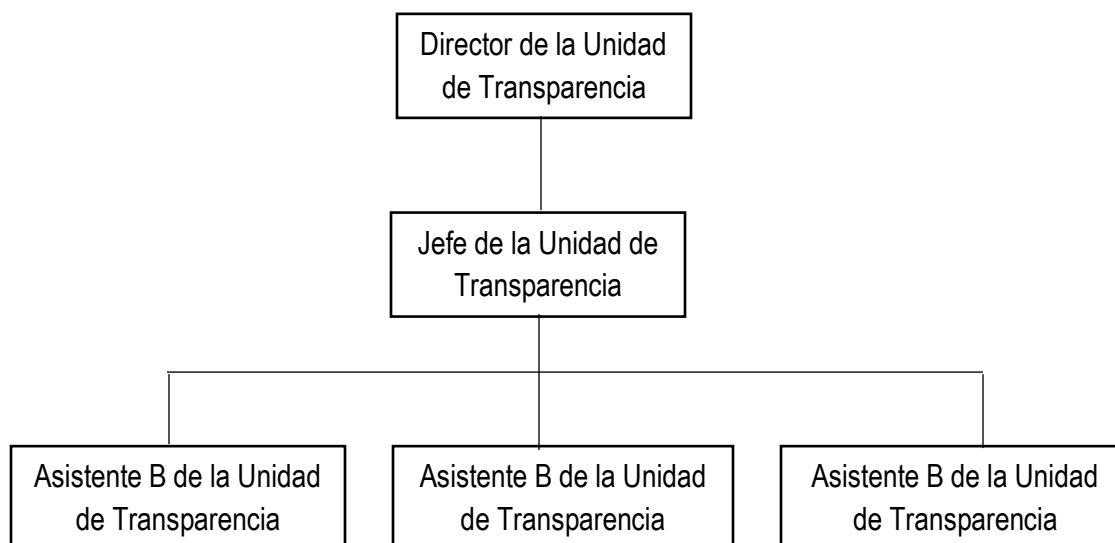 Director de la Unidad
de Transparencia
Jefe de la Unidad de
Transparencia
Asistente B de la Unidad
de Transparencia
Asistente B de la Unidad
de Transparencia
Asistente B de la Unidad
de Transparencia